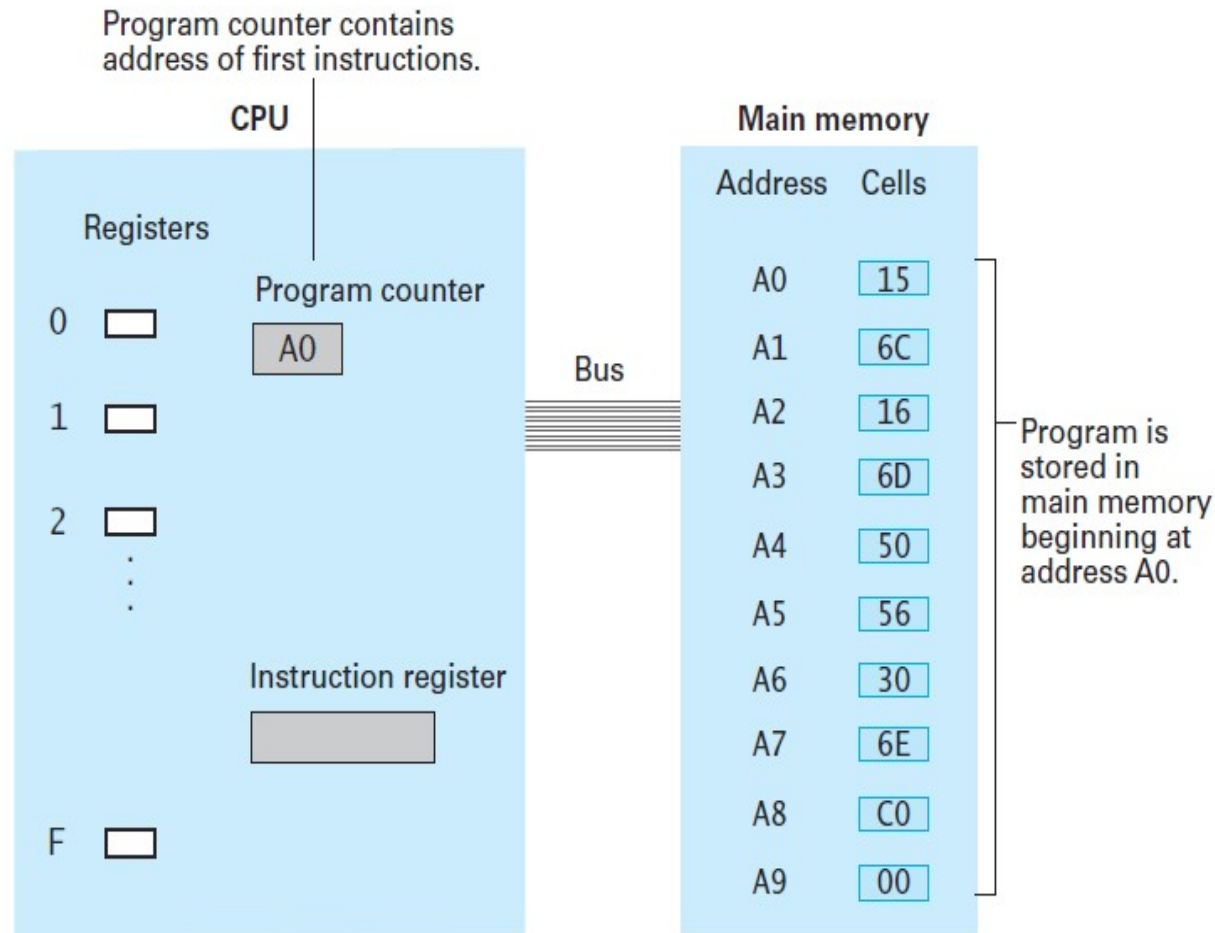 Program counter contains
address of first instructions.
CPU
Main memory
Address Cells
Registers
Program counter
A0
0
1
2
.
.
.
Instruction register
F
Bus
A0 15
A1 6C
A2 16
A3 6D
A4 50
A5 56
A6 30
A7 6E
A8 C0
A9 00
Program is
stored in
main memory
beginning at
address A0.